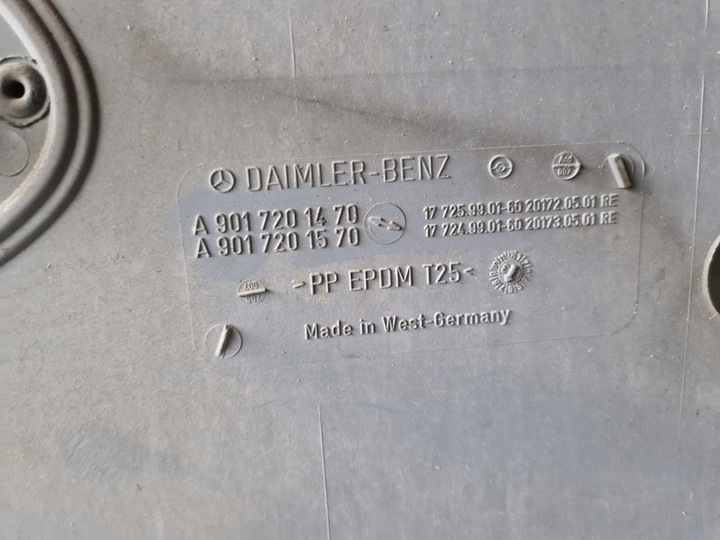 DAIMLER-BENZ
A 901 720 14 70
A 901 720 15 70
17 725.99.01-60 20172.05.01 RE
17 724.99.01-60 20173.05.01 RE
>PP EPDM T25<
Made in West-Germany